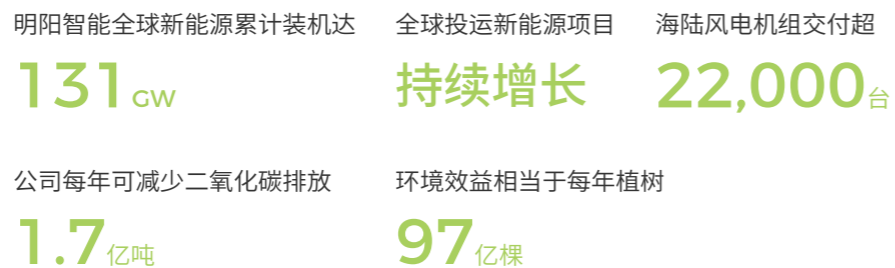 明阳智能全球新能源累计装机达
131 GW
全球投运新能源项目
持续增长
海陆风电机组交付超
22,000台
公司每年可减少二氧化碳排放
1.7亿吨
环境效益相当于每年植树
97亿棵